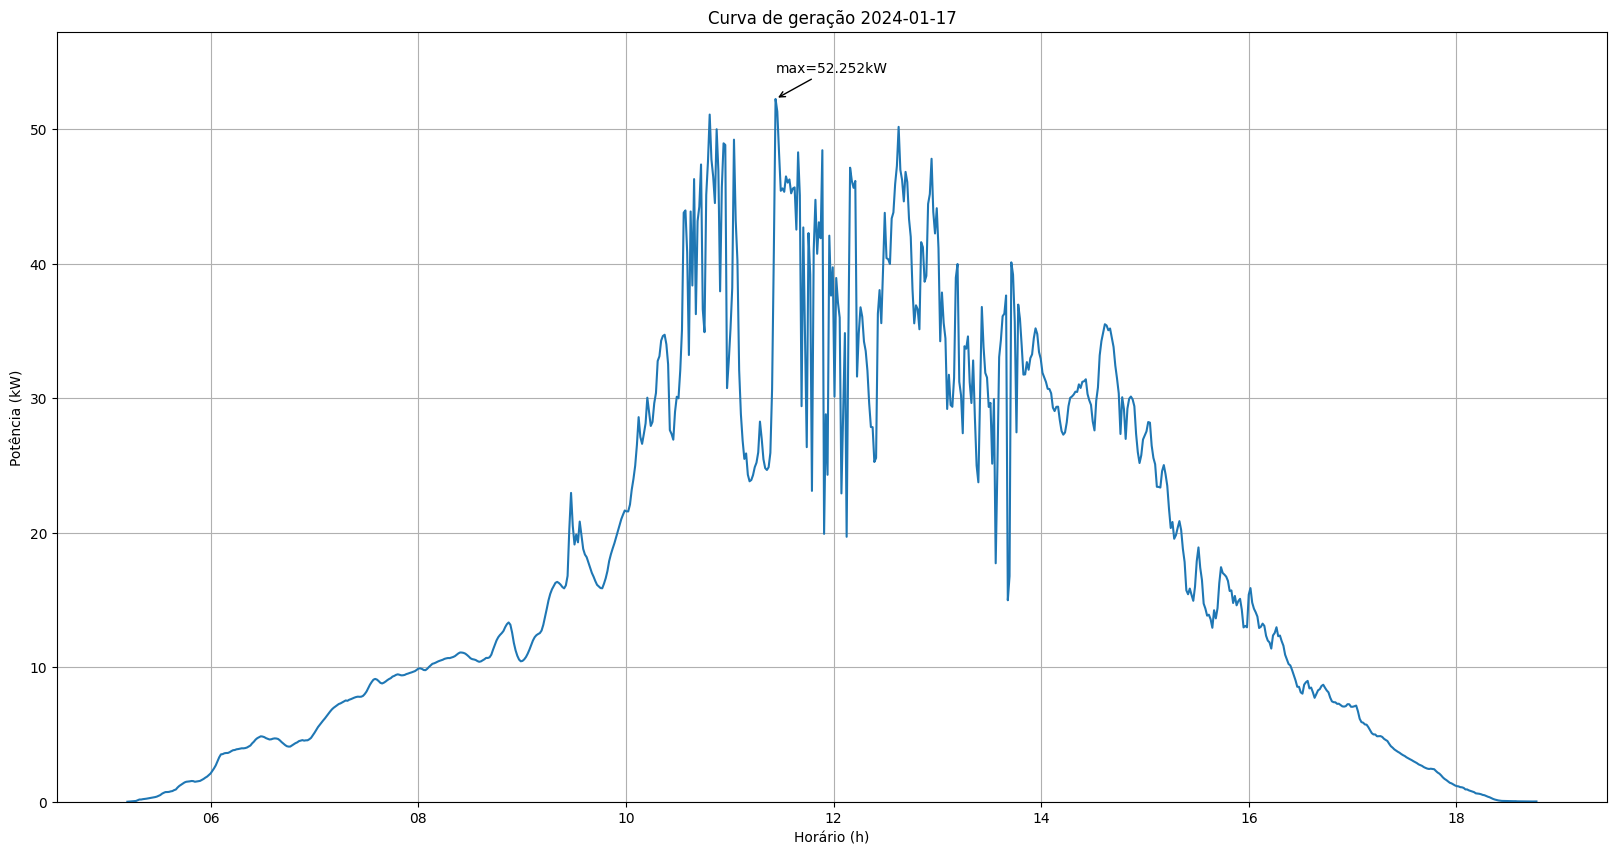 Curva de geração 2024-01-17
max=52.252kW
Potência (kW)
50
40
30
20
10
0
06 08 10 12 14 16 18
Horário (h)